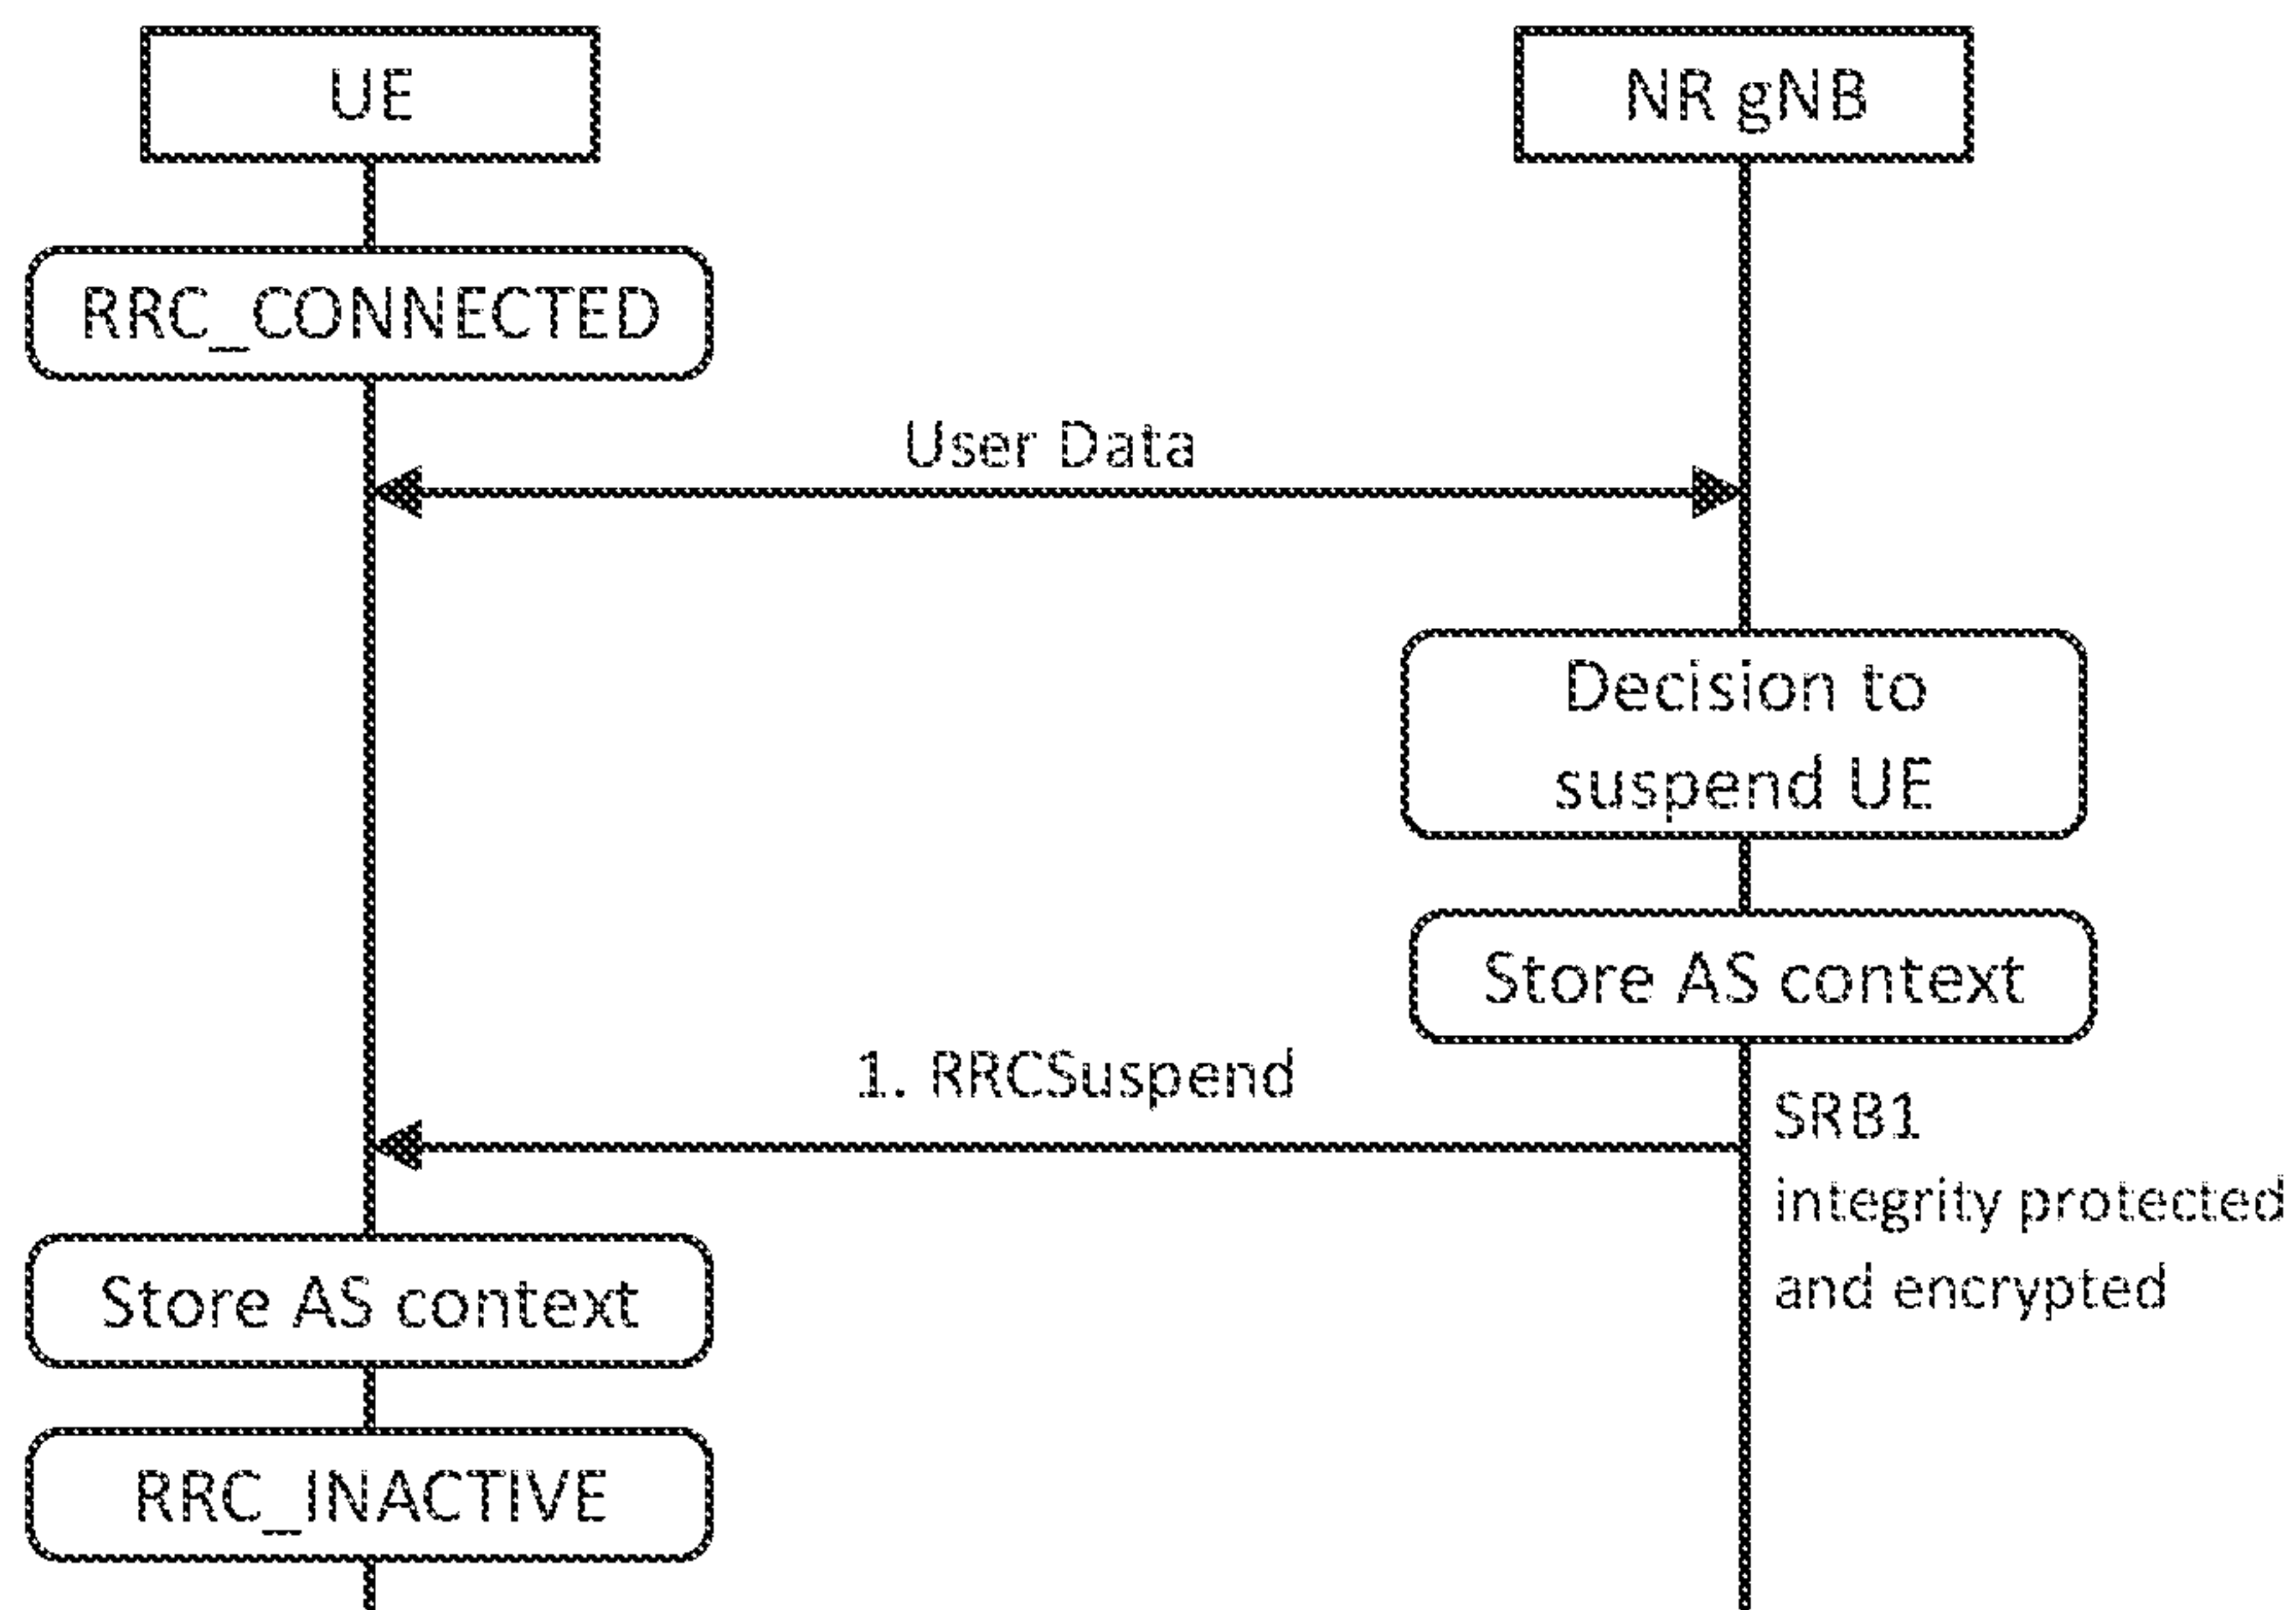 UE
NR gNB
RRC_CONNECTED
User Data
Decision to
suspend UE
Store AS context
1. RRCSuspend
SRB1
integrity protected
and encrypted
Store AS context
RRC_INACTIVE